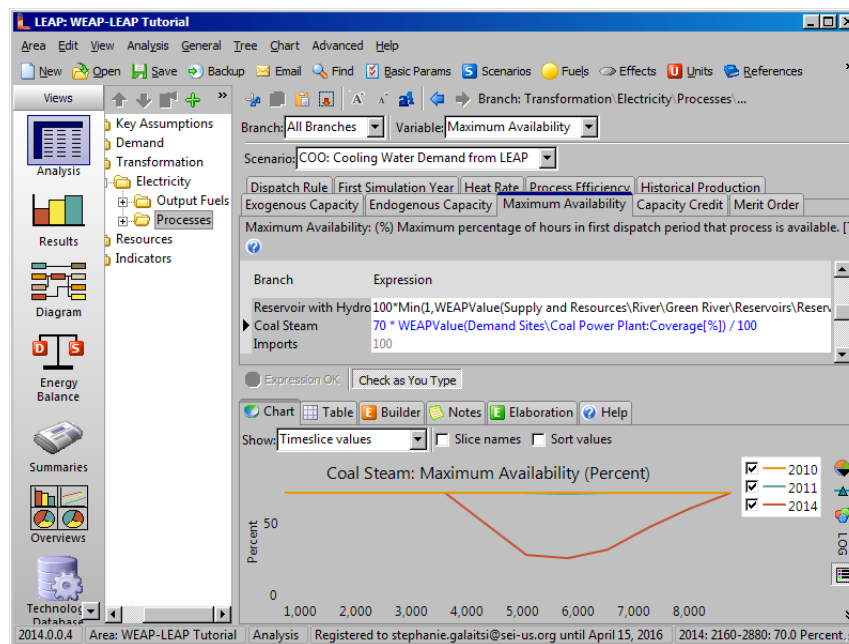 LEAP: WEAP-LEAP Tutorial
Area Edit View Analysis General Tree Chart Advanced Help
New Open Save Backup Email Find Basic Params Scenarios Fuels Effects Units References
Views
Branch: Transformation\Electricity\Processes\...
Key Assumptions
Demand
Transformation
Electricity
Output Fuels
Processes
Resources
Indicators
Analysis
Results
Diagram
Energy
Balance
Summaries
Overviews
Technolog
Database
Branch: All Branches Variable: Maximum Availability
Scenario: COO: Cooling Water Demand from LEAP
Dispatch Rule First Simulation Year Heat Rate Process Efficiency Historical Production
Exogenous Capacity Endogenous Capacity Maximum Availability Capacity Credit Merit Order
Maximum Availability: (%) Maximum percentage of hours in first dispatch period that process is available. [
Branch Expression
Reservoir with Hydro 100*Min(1,WEAPValue(Supply and Resources\River\Green River\Reservoirs\Reserv
Coal Steam 70 * WEAPValue(Demand Sites\Coal Power Plant:Coverage[%]) / 100
Imports 100
Expression OK Check as You Type
Chart Table Builder Notes Elaboration Help
Show: Timeslice values Slice names Sort values
Coal Steam: Maximum Availability (Percent)
2010
2011
2014
LOG
Percent
50
0
1,000 2,000 3,000 4,000 5,000 6,000 7,000 8,000
2014.0.0.4 Area: WEAP-LEAP Tutorial Analysis Registered to stephanie.galaitsi@sei-us.org until April 15, 2016 2014: 2160-2880: 70.0 Percent,